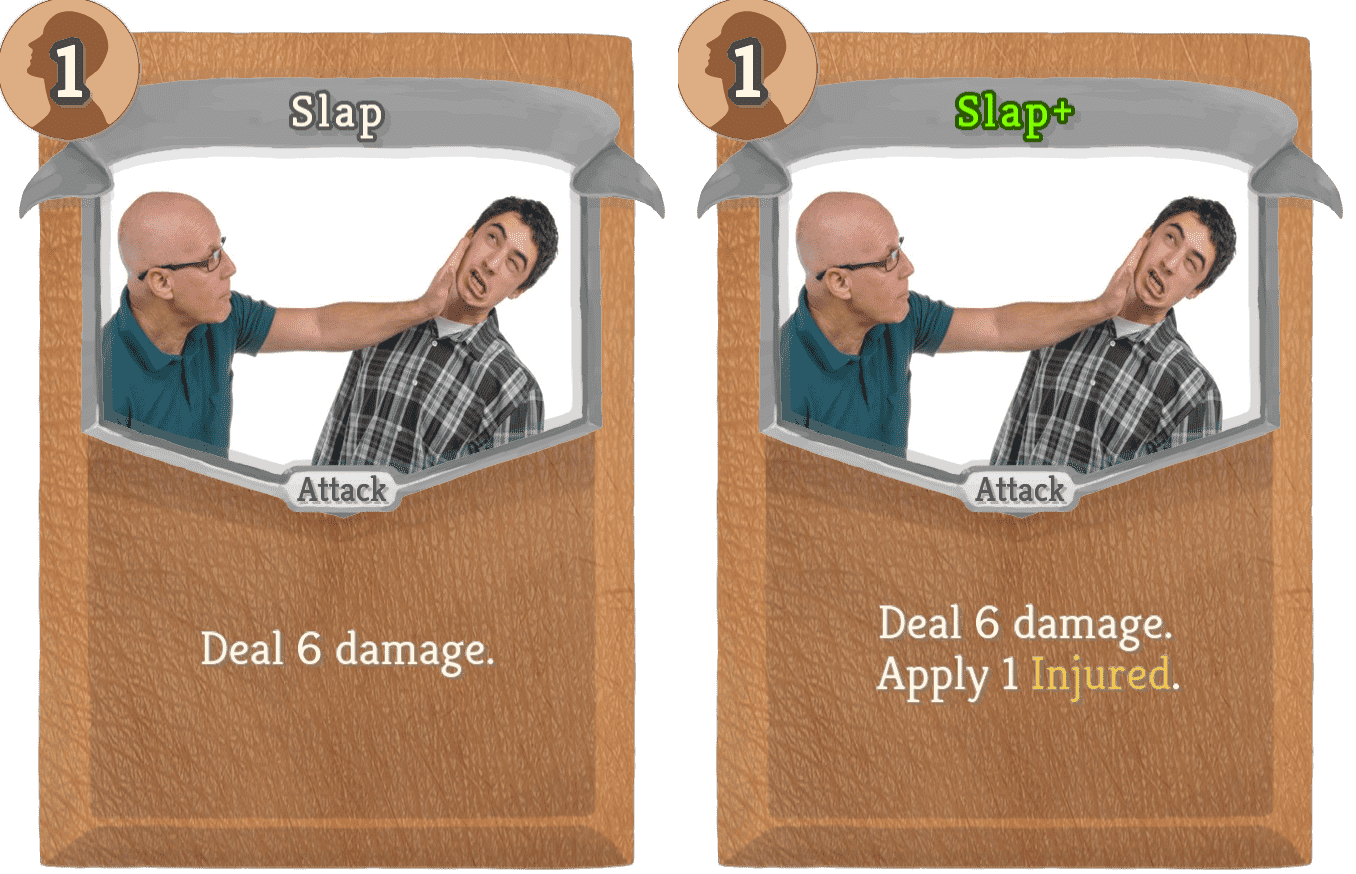 1
Slap
Attack
Deal 6 damage.
1
Slap+
Attack
Deal 6 damage.
Apply 1 Injured.